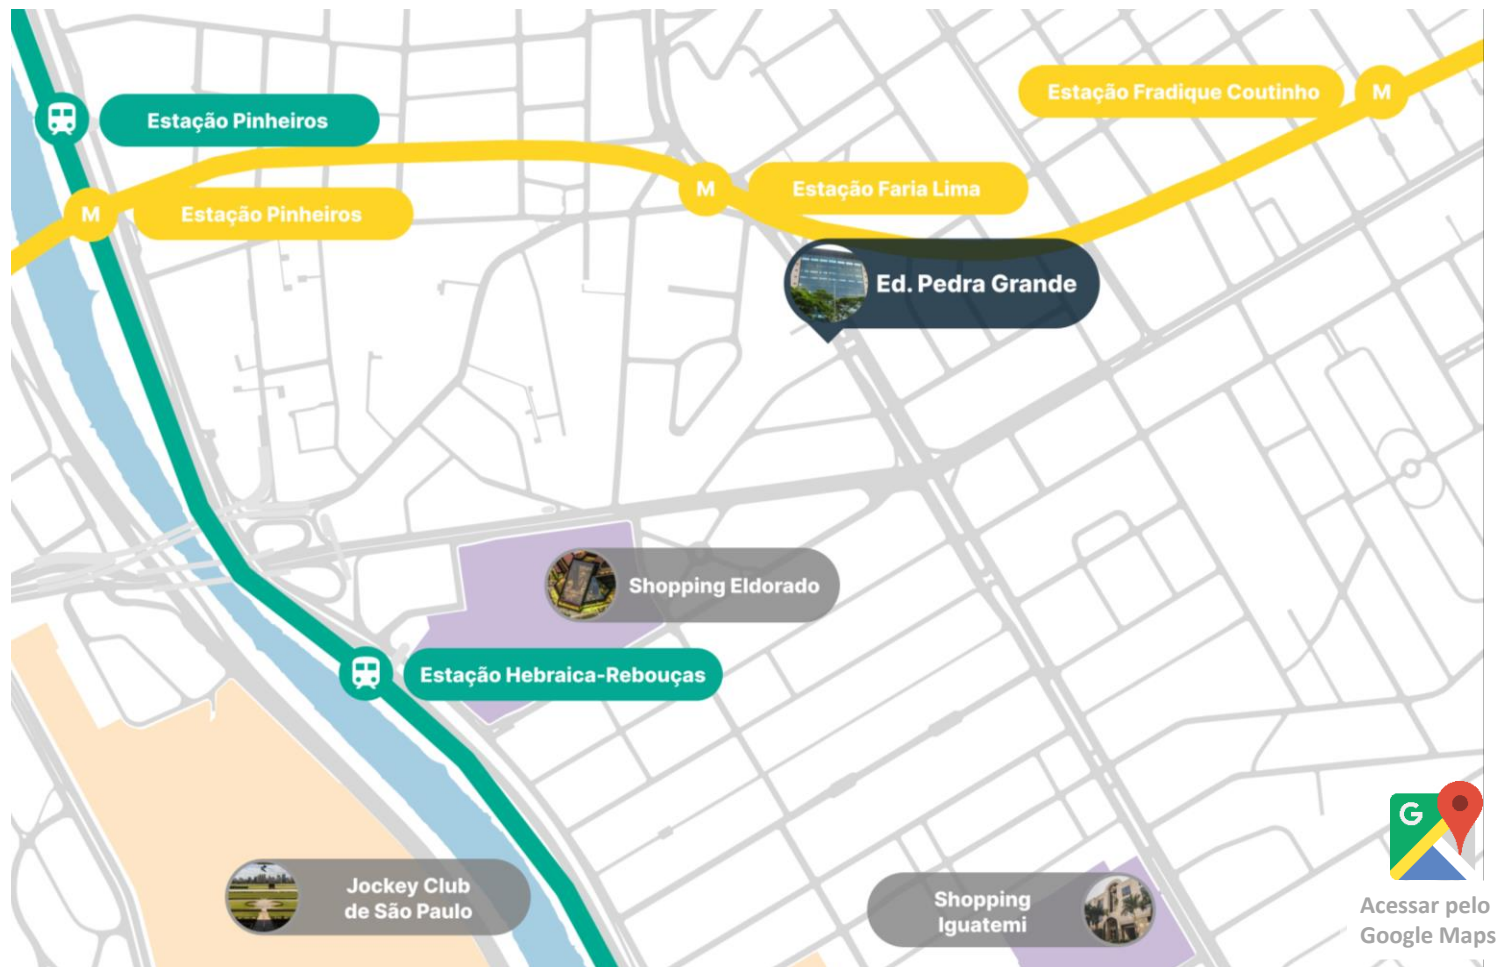 Estação Fradique Coutinho
M
Estação Pinheiros
M
Estação Faria Lima
M
Estação Pinheiros
Ed. Pedra Grande
Shopping Eldorado
Estação Hebraica-Rebouças
G
Jockey Club
de São Paulo
Shopping
Iguatemi
Acessar pelo
Google Maps